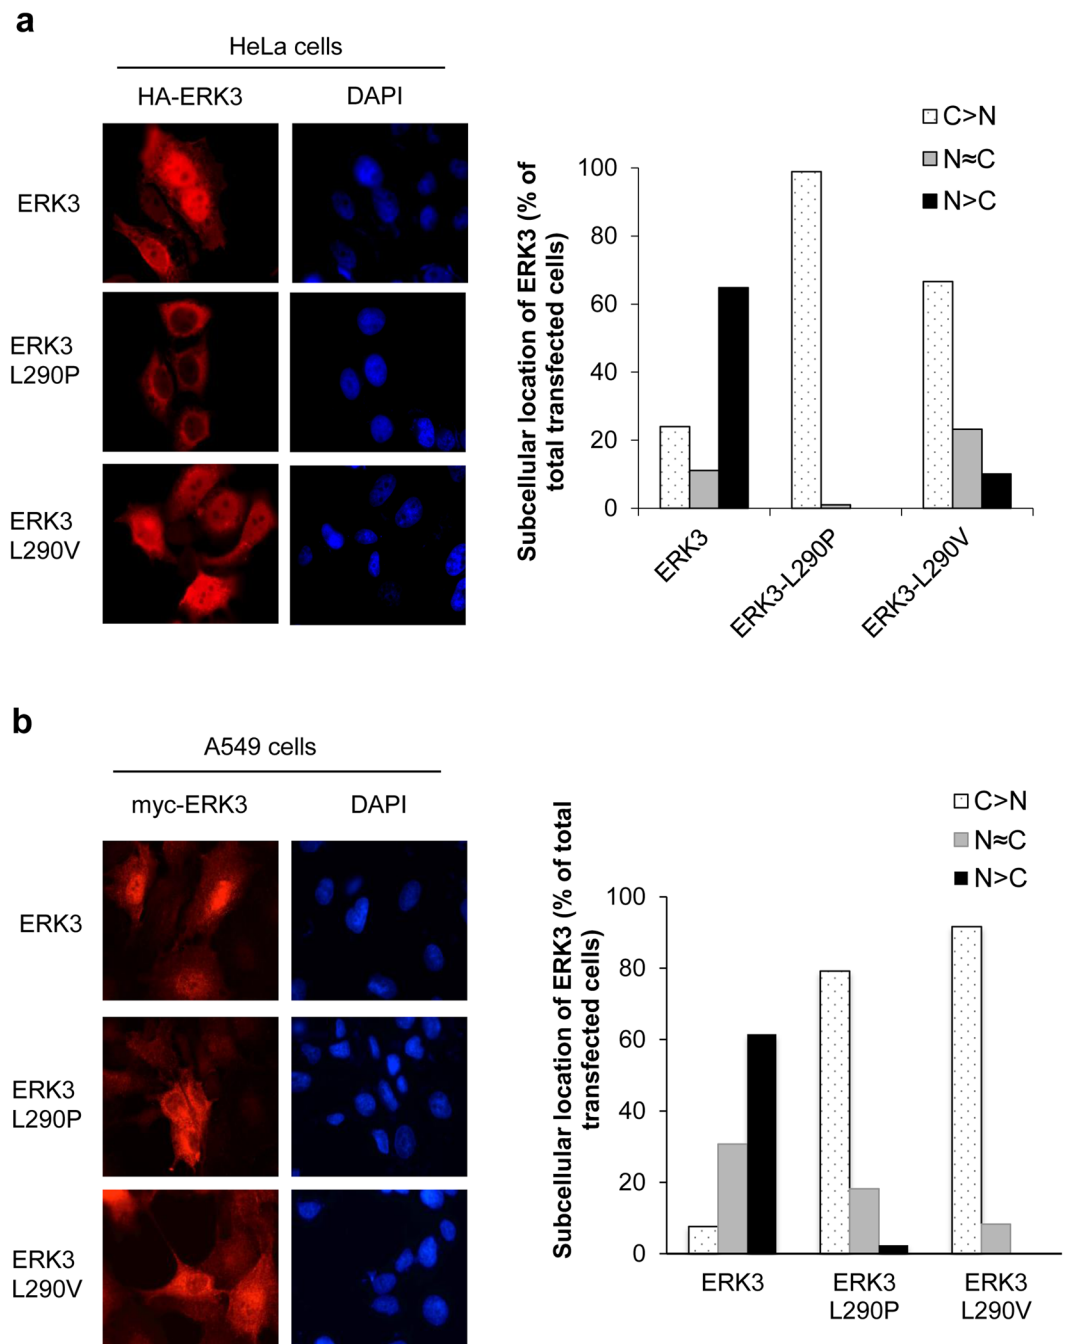 a
HeLa cells
HA-ERK3
DAPI
ERK3
ERK3
L290P
ERK3
L290V
C>N
N≈C
N>C
Subcellular location of ERK3 (% of
total transfected cells)
100
80
60
40
20
0
ERK3
ERK3-L290P
ERK3-L290V
b
A549 cells
myc-ERK3
DAPI
ERK3
ERK3
L290P
ERK3
L290V
C>N
N≈C
N>C
Subcellular location of ERK3 (% of total
transfected cells)
100
80
60
40
20
0
ERK3
ERK3
L290P
ERK3
L290V